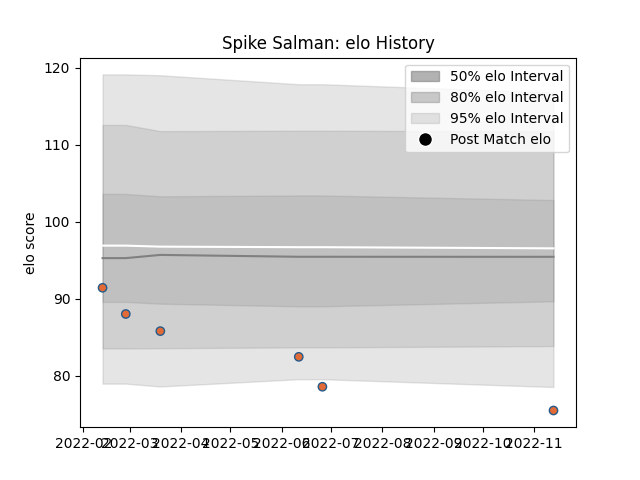 Spike Salman: elo History
120
110
100
90
80
elo score
50% elo Interval
80% elo Interval
95% elo Interval
Post Match elo
2022-02 2022-03 2022-04 2022-05 2022-06 2022-07 2022-08 2022-09 2022-10 2022-11